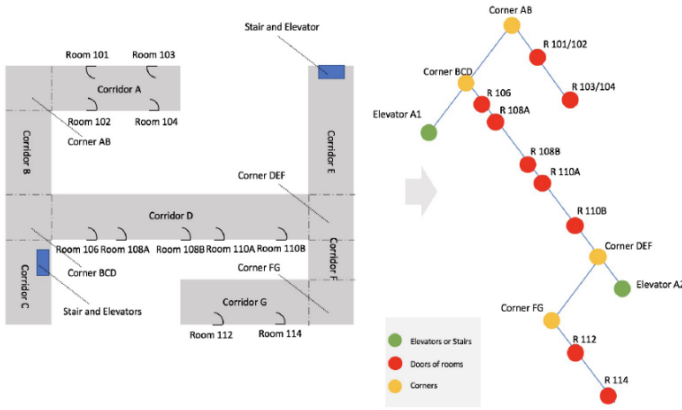 Stair and Elevator
Room 101
Room 103
Corridor A
Room 102
Room 104
Corner AB
Corridor B
Corridor E
Corner DEF
Corridor D
Room 106
Room 108A
Room 108B
Room 110A
Room 110B
Corner BCD
Corridor F
Corner FG
Corridor C
Stair and Elevators
Corridor G
Room 112
Room 114
Corner AB
R 101/102
Corner BCD
R 103/104
R 106
R 108A
Elevator A1
R 108B
R 110A
R 110B
Corner DEF
Elevator A2
Corner FG
R 112
R 114
Elevators or Stairs
Doors of rooms
Corners